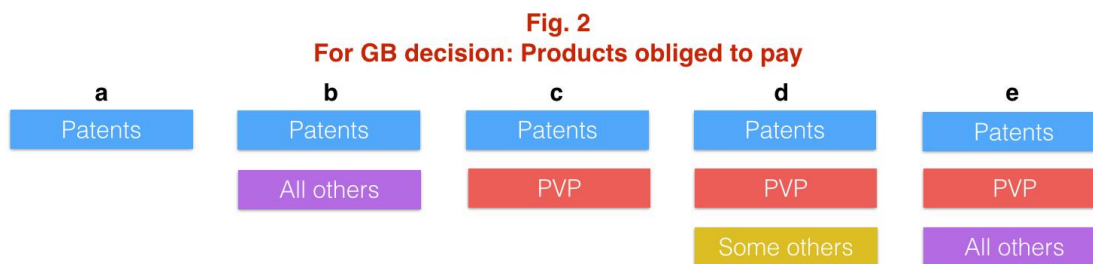 Fig. 2
For GB decision: Products obliged to pay
a b c d e
Patents Patents Patents Patents Patents
All others PVP PVP PVP
Some others All others